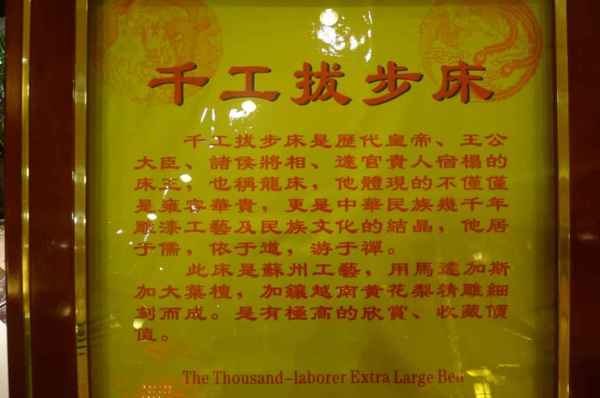 千工拔步床
千工拔步床是歷代皇帝、王公
大臣、諸侯將相、達官貴人宿榻的
床上，也稱龍床，他體現的不僅僅
是雍容華貴，更是中華民族幾千年
雕漆工藝及民族文化的結晶，他居
于儒，依于道，游于禪。
此床是蘇州工藝，用馬達加斯
加大葉檀，加鑲越南黃花梨精雕細
刻而成。是有極高的欣賞、收藏價
值。
The Thousand-laborer Extra Large Bed